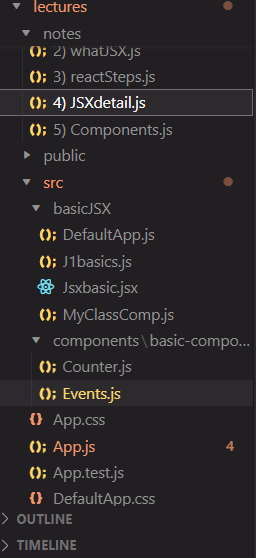 lectures
notes
2) whatJSX.js
3) reactSteps.js
4) JSXdetail.js
5) Components.js
public
src
basicJSX
DefaultApp.js
J1basics.js
Jsxbasic.jsx
MyClassComp.js
components\basic-compo...
Counter.js
Events.js
App.css
App.js 4
App.test.js
DefaultApp.css
OUTLINE
TIMELINE